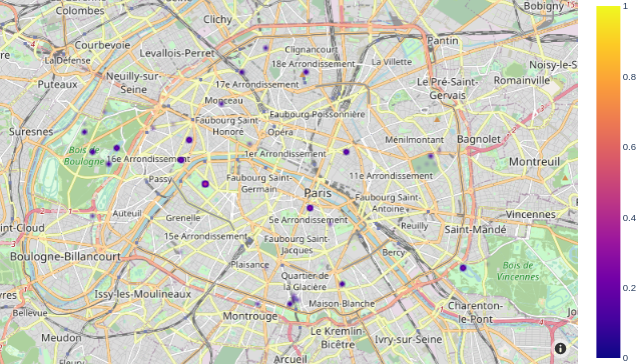 Colombes
Clichy
Bobigny
Courbevoie
Clignancourt
Pantin
Levallois-Perret
LaDéfense
18e Arrondissement
La Villette
Noisy-le-S
Puteaux
Neuilly-sur-
Seine
17e Arrondissement
Le Pré-Saint-
Gervais
Romainville
Monceau
Faubourg Saint-
Honoré
Faubourg Poissonnière
Suresnes
Opéra
Ménilmontant
Bagnolet
Bois de
Boulogne
16e Arrondissement
1er Arrondissement
Montreuil
Passy
Faubourg Saint-
Germain
11e Arrondissement
Paris
Auteuil
Grenelle
Faubourg Saint-
Antoine
Vincennes
int-Cloud
5e Arrondissement
Reuilly
Saint-Mandé
15e Arrondissement
Faubourg Saint-
Jacques
Boulogne-Billancourt
Bercy
Plaisance
Bois de
Vincennes
Quartier de
la Glacière
vres
Issy-les-Moulineaux
Maison-Blanche
Charenton-
le-Pont
Bellevue
Montrouge
Jo
Meudon
Le Kremlin
Bicêtre
Ivry-sur-Seine
Fleury
Arcueil
1
0.8
0.6
0.4
0.2
0